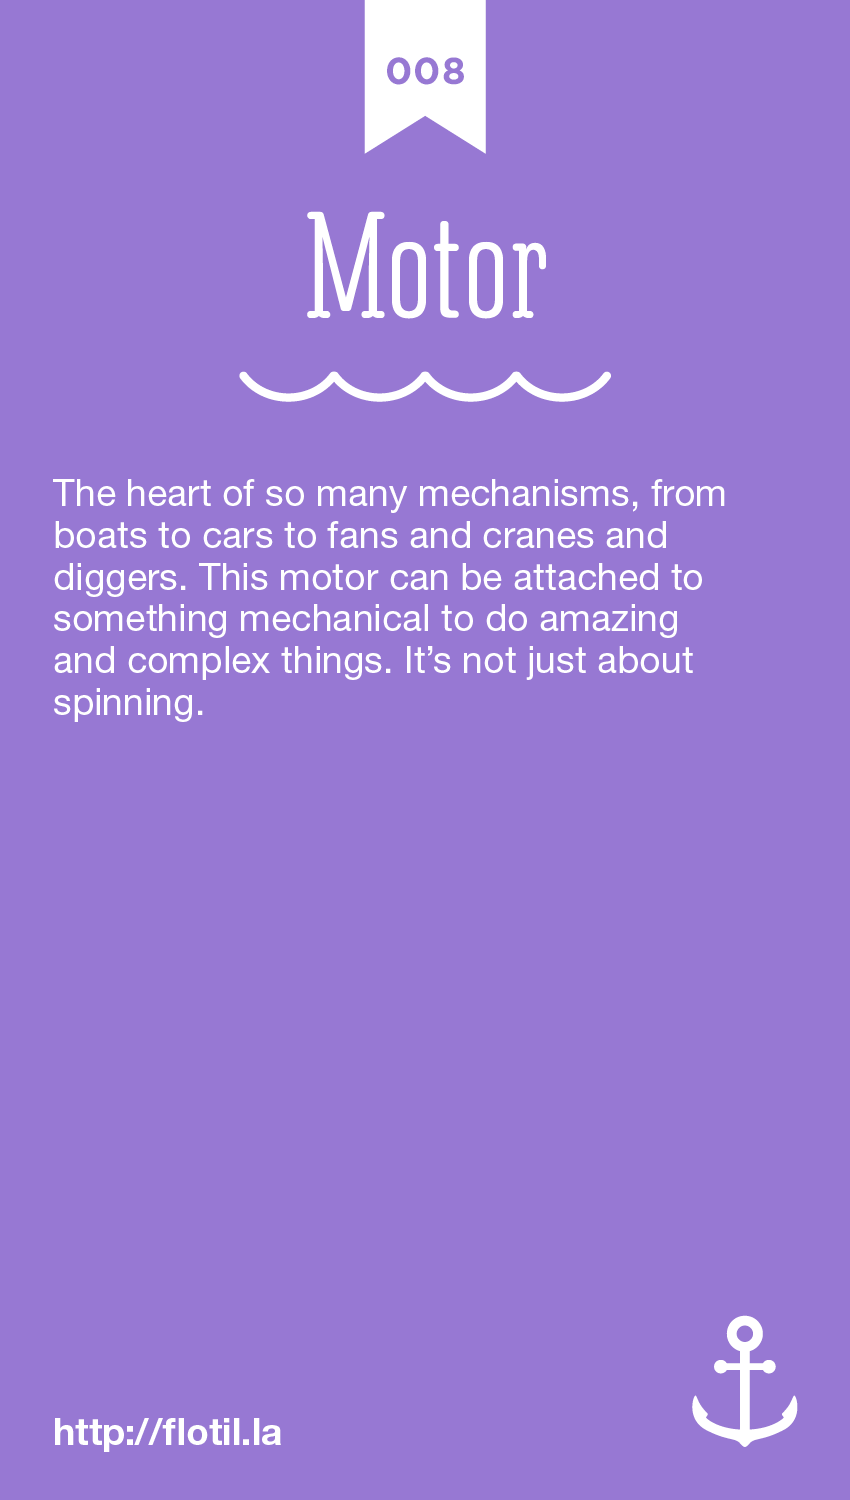 008
Motor
The heart of so many mechanisms, from
boats to cars to fans and cranes and
diggers. This motor can be attached to
something mechanical to do amazing
and complex things. It’s not just about
spinning.
http://flotil.la